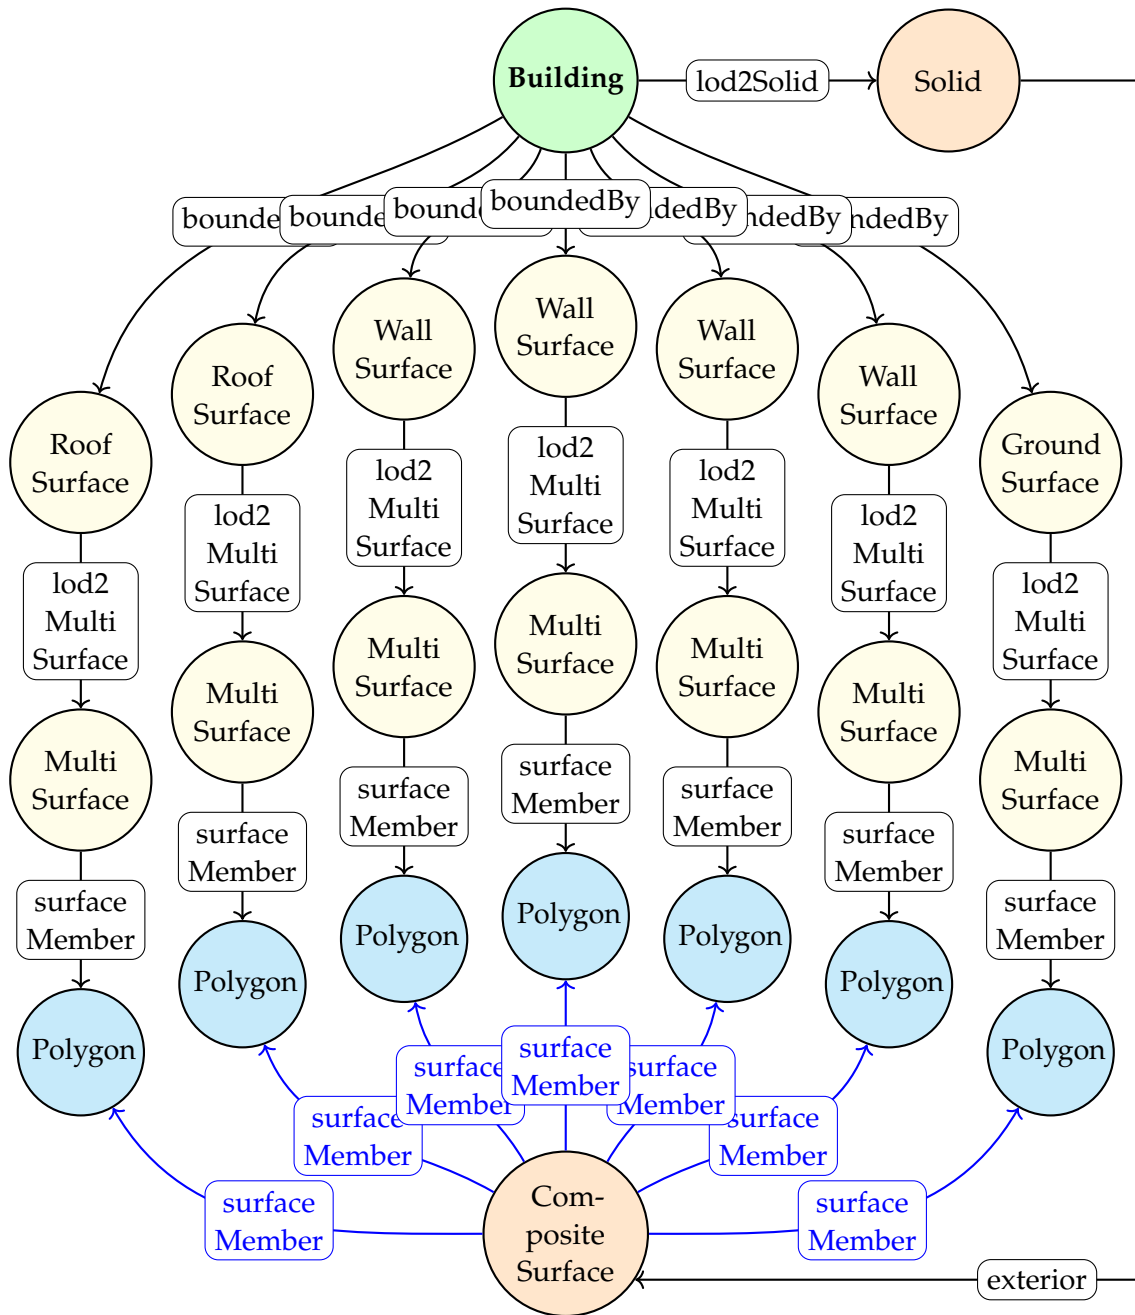 Building
lod2Solid
Solid
bounde
boun
bound
boundedBy
dedBy
ndedBy
ndedBy
Roof
Surface
Roof
Surface
Wall
Surface
Wall
Surface
Wall
Surface
Wall
Surface
Ground
Surface
lod2
Multi
Surface
lod2
Multi
Surface
lod2
Multi
Surface
lod2
Multi
Surface
lod2
Multi
Surface
lod2
Multi
Surface
lod2
Multi
Surface
Multi
Surface
Multi
Surface
Multi
Surface
Multi
Surface
Multi
Surface
Multi
Surface
Multi
Surface
surface
Member
surface
Member
surface
Member
surface
Member
surface
Member
surface
Member
surface
Member
Polygon
Polygon
Polygon
Polygon
Polygon
Polygon
Polygon
surface
Member
surface
Member
surface
Member
surface
Member
surface
Member
surface
Member
surface
Member
Com-
posite
Surface
exterior